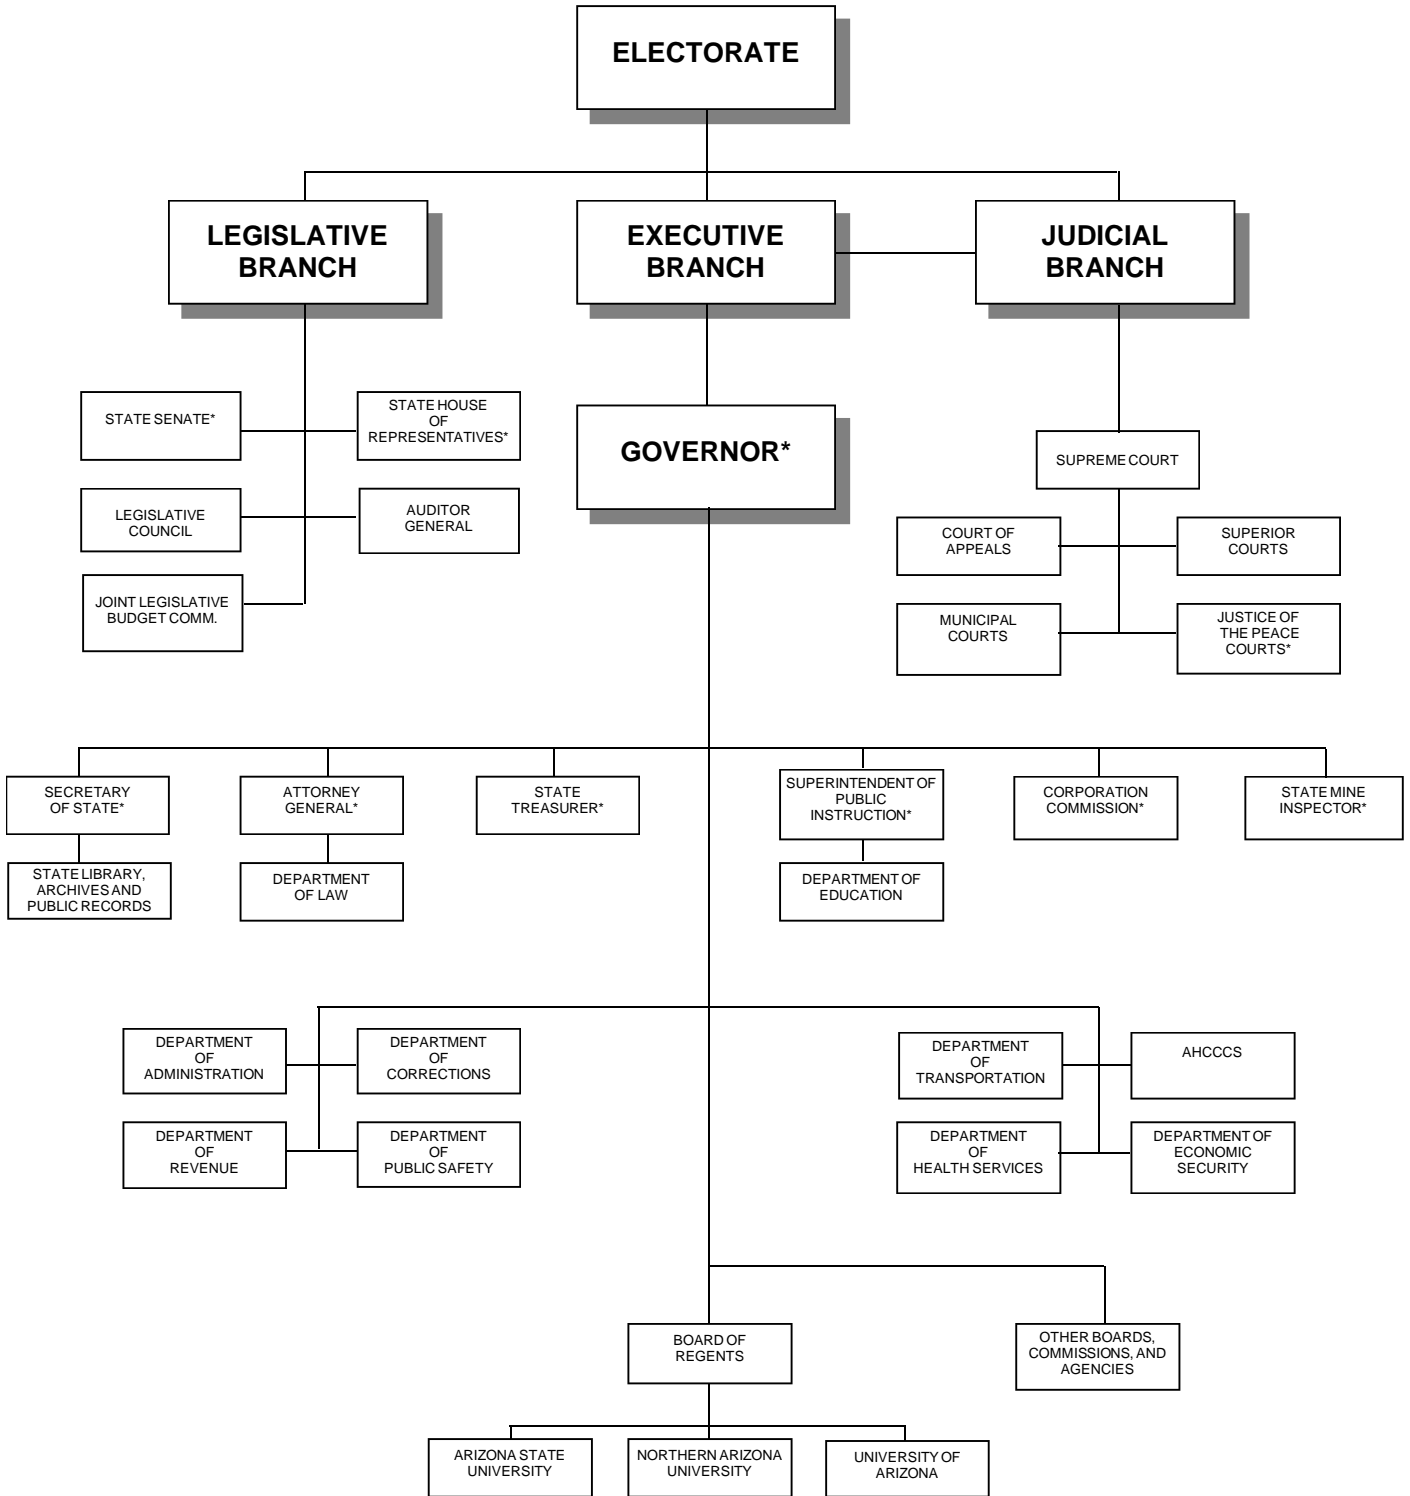 ELECTORATE
LEGISLATIVE
BRANCH
EXECUTIVE
BRANCH
JUDICIAL
BRANCH
STATE SENATE*
STATE HOUSE
OF
REPRESENTATIVES*
LEGISLATIVE
COUNCIL
AUDITOR
GENERAL
JOINT LEGISLATIVE
BUDGET COMM.
GOVERNOR*
SUPREME COURT
COURT OF
APPEALS
SUPERIOR
COURTS
MUNICIPAL
COURTS
JUSTICE OF
THE PEACE
COURTS*
SECRETARY
OF STATE*
ATTORNEY
GENERAL*
STATE
TREASURER*
SUPERINTENDENT OF
PUBLIC
INSTRUCTION*
CORPORATION
COMMISSION*
STATE MINE
INSPECTOR*
STATE LIBRARY,
ARCHIVES AND
PUBLIC RECORDS
DEPARTMENT
OF LAW
DEPARTMENT OF
EDUCATION
DEPARTMENT
OF
ADMINISTRATION
DEPARTMENT
OF
CORRECTIONS
DEPARTMENT
OF
TRANSPORTATION
AHCCCS
DEPARTMENT
OF
REVENUE
DEPARTMENT
OF
PUBLIC SAFETY
DEPARTMENT
OF
HEALTH SERVICES
DEPARTMENT OF
ECONOMIC
SECURITY
BOARD OF
REGENTS
OTHER BOARDS,
COMMISSIONS, AND
AGENCIES
ARIZONA STATE
UNIVERSITY
NORTHERN ARIZONA
UNIVERSITY
UNIVERSITY OF
ARIZONA